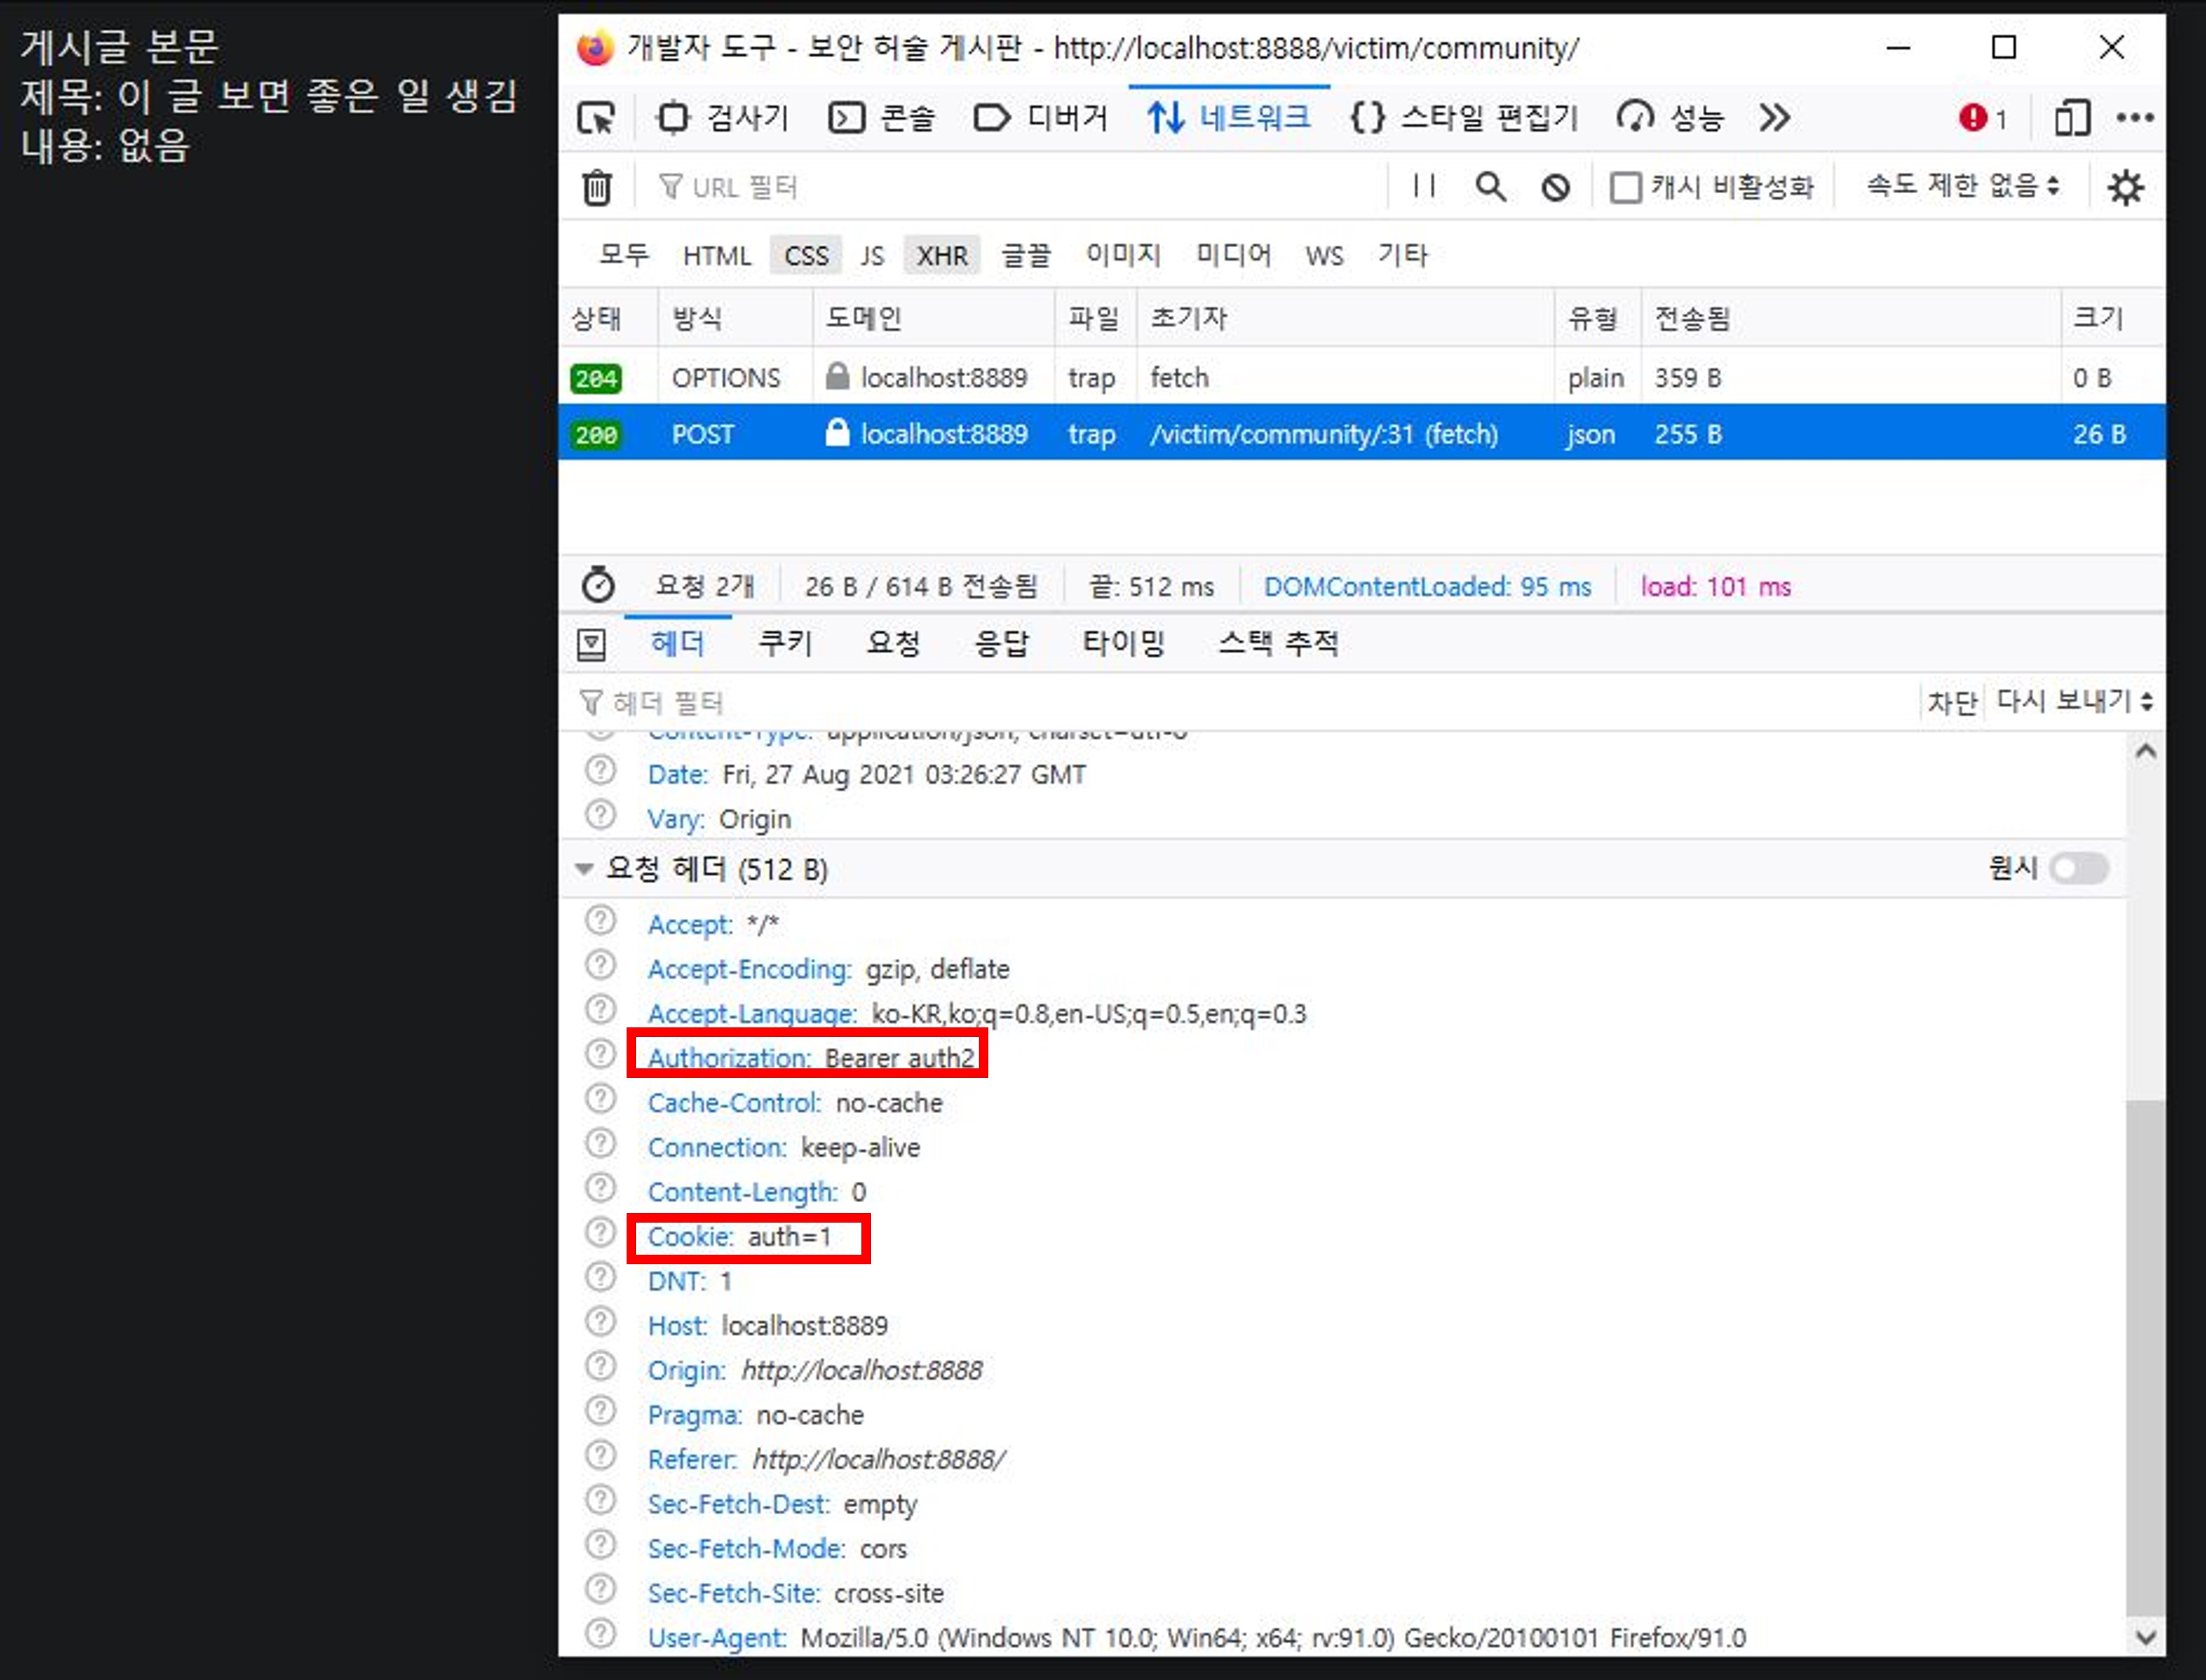 게시글 본문
제목: 이 글 보면 좋은 일 생김
내용: 없음
개발자 도구 - 보안 허술 게시판 - http://localhost:8888/victim/community/
검사기 콘솔 디버거 네트워크 스타일 편집기 성능 1
URL 필터 캐시 비활성화 속도 제한 없음
모두 HTML CSS JS XHR 글꼴 이미지 미디어 WS 기타
상태 방식 도메인 파일 초기자 유형 전송됨 크기
204 OPTIONS localhost:8889 trap fetch plain 359 B 0 B
200 POST localhost:8889 trap /victim/community/:31 (fetch) json 255 B 26 B
요청 2개 26 B / 614 B 전송됨 끝: 512 ms DOMContentLoaded: 95 ms load: 101 ms
헤더 쿠키 요청 응답 타이밍 스택 추적
헤더 필터 차단 다시 보내기
Content-Type: application/json; charset=utf-8
Date: Fri, 27 Aug 2021 03:26:27 GMT
Vary: Origin
요청 헤더 (512 B) 원시
Accept: */*
Accept-Encoding: gzip, deflate
Accept-Language: ko-KR,ko;q=0.8,en-US;q=0.5,en;q=0.3
Authorization: Bearer auth2
Cache-Control: no-cache
Connection: keep-alive
Content-Length: 0
Cookie: auth=1
DNT: 1
Host: localhost:8889
Origin: http://localhost:8888
Pragma: no-cache
Referer: http://localhost:8888/
Sec-Fetch-Dest: empty
Sec-Fetch-Mode: cors
Sec-Fetch-Site: cross-site
User-Agent: Mozilla/5.0 (Windows NT 10.0; Win64; x64; rv:91.0) Gecko/20100101 Firefox/91.0